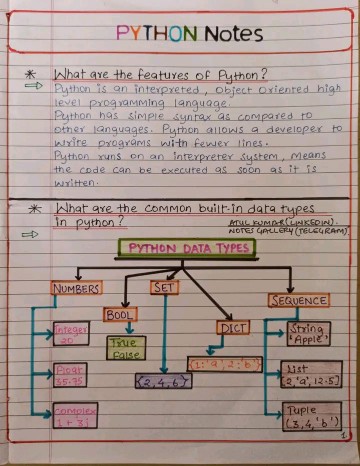 PYTHON Notes
* What are the features of Python?
⇒ Python is an interpreted, object oriented high
level programming language.
Python has simple syntax as compared to
other languages. Python allows a developer to
write programs with fewer lines.
Python runs on an interpreter system, means
the code can be executed as soon as it is
written.
* What are the common built-in data types
in python?
ATUL KUMAR (LINKEDIN).
NOTES GALLERY (TELEGRAM).
⇒
PYTHON DATA TYPES
NUMBERS
SET
SEQUENCE
BOOL
DICT
Integer
20
True
False
String
'Apple'
{1:'a', 2:'b'}
Float
35.75
{2,4,6}
List
[2,'a',12.5]
Complex
1+3j
Tuple
(3,4,'b')
1